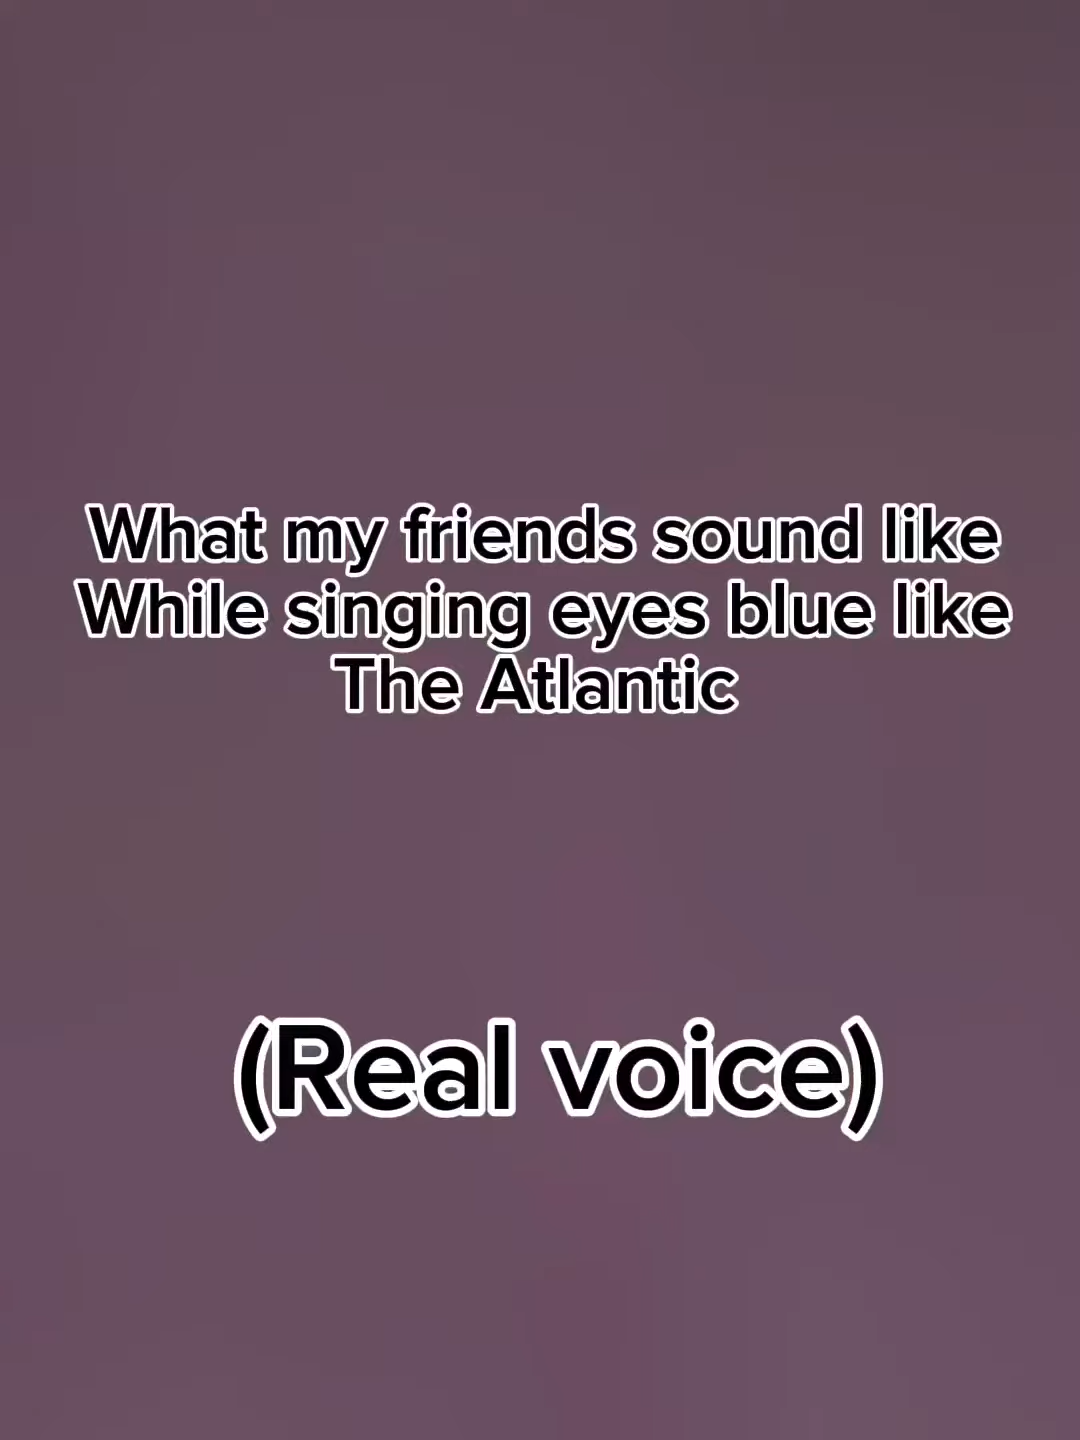 What my friends sound like
While singing eyes blue like
The Atlantic
(Real voice)